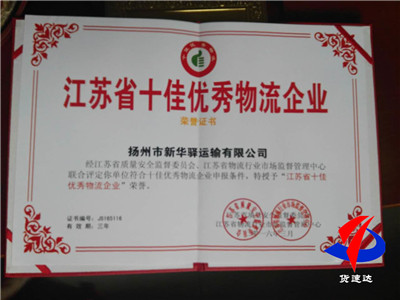 江苏省十佳优秀物流企业
荣誉证书
扬州市新华驿运输有限公司
经江苏省质量安全监督委员会、江苏省物流行业市场监督管理中心
联合评定你单位符合十佳优秀物流企业申报条件，特授予“江苏省十佳
优秀物流企业”荣誉。
证书编号：JS165118
有效期：三年
货速达